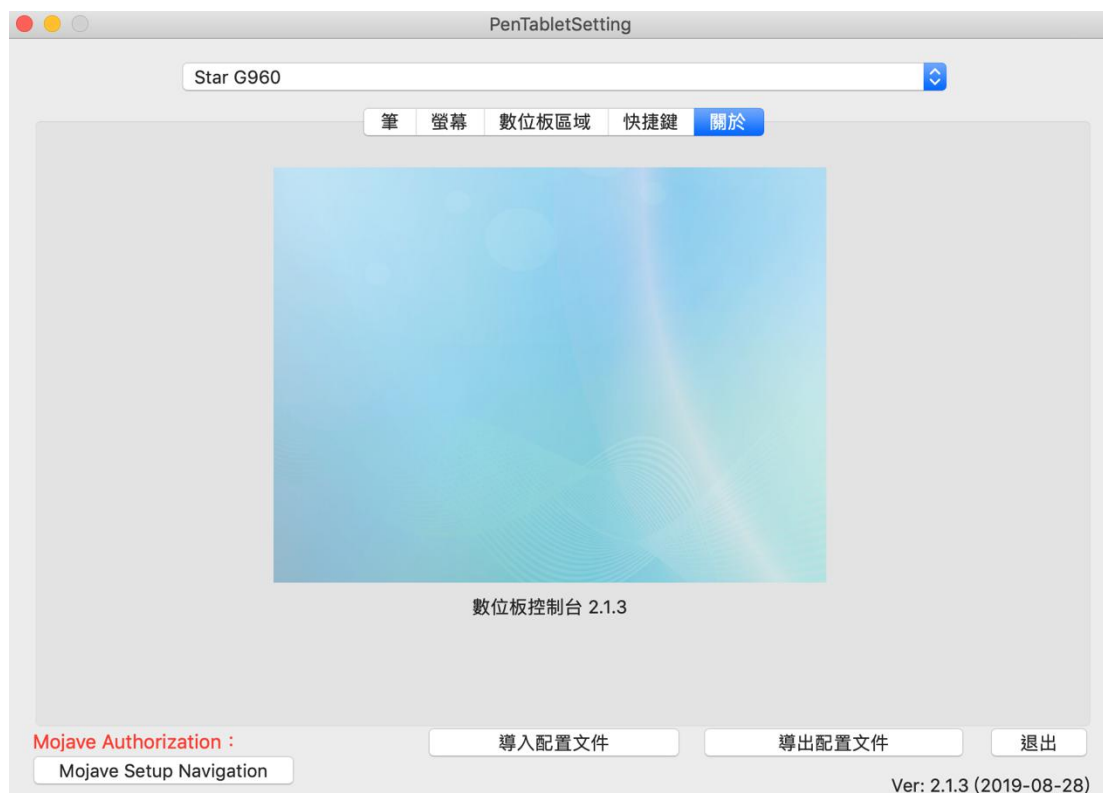 PenTabletSetting
Star G960
筆 螢幕 數位板區域 快捷鍵 關於
數位板控制台 2.1.3
Mojave Authorization：
導入配置文件 導出配置文件 退出
Mojave Setup Navigation
Ver: 2.1.3 (2019-08-28)